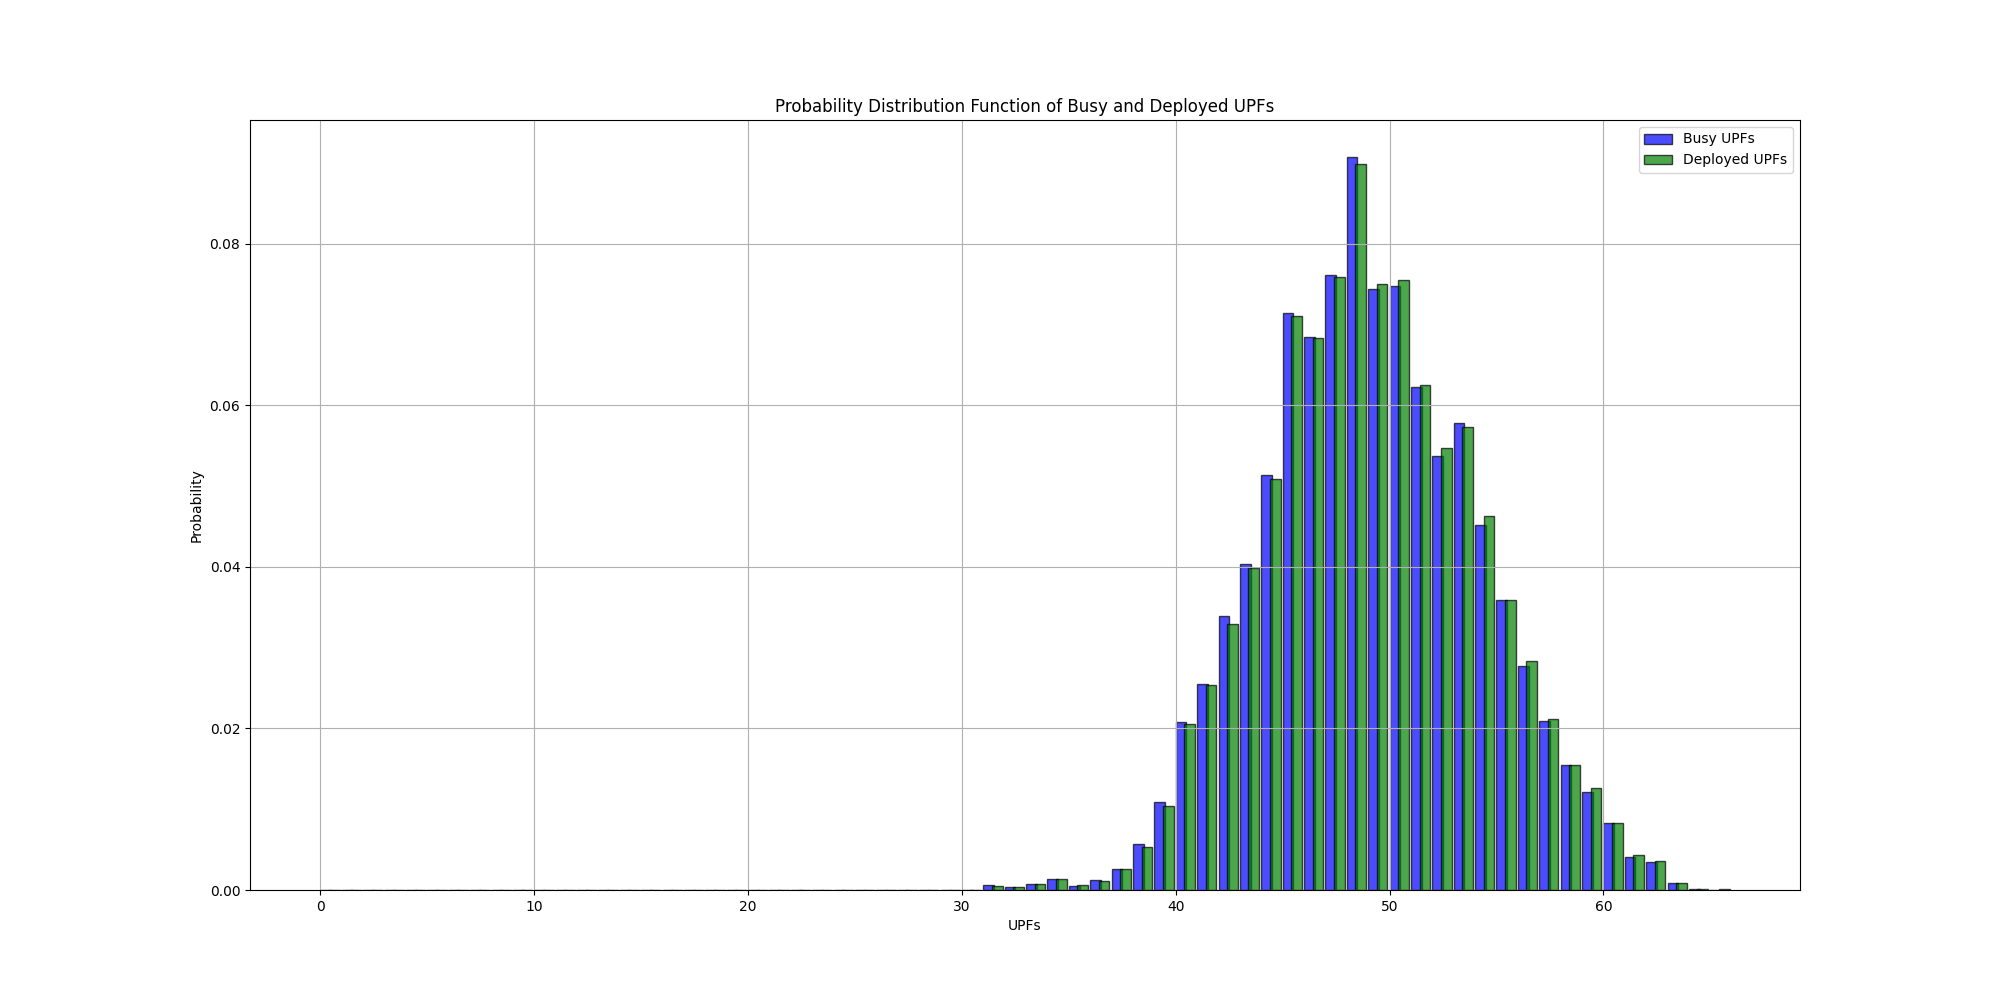 Probability Distribution Function of Busy and Deployed UPFs
Busy UPFs
Deployed UPFs
0.08
0.06
0.04
0.02
0.00
Probability
0 10 20 30 40 50 60
UPFs